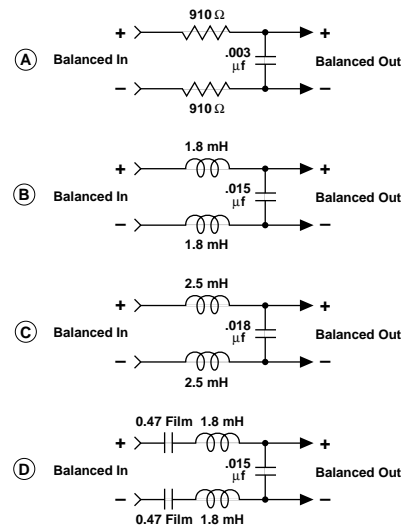 910 Ω
+ +
A Balanced In .003 μf Balanced Out
– –
910 Ω
1.8 mH
+ +
B Balanced In .015 μf Balanced Out
– –
1.8 mH
2.5 mH
+ +
C Balanced In .018 μf Balanced Out
– –
2.5 mH
0.47 Film 1.8 mH
+ +
D Balanced In .015 μf Balanced Out
– –
0.47 Film 1.8 mH